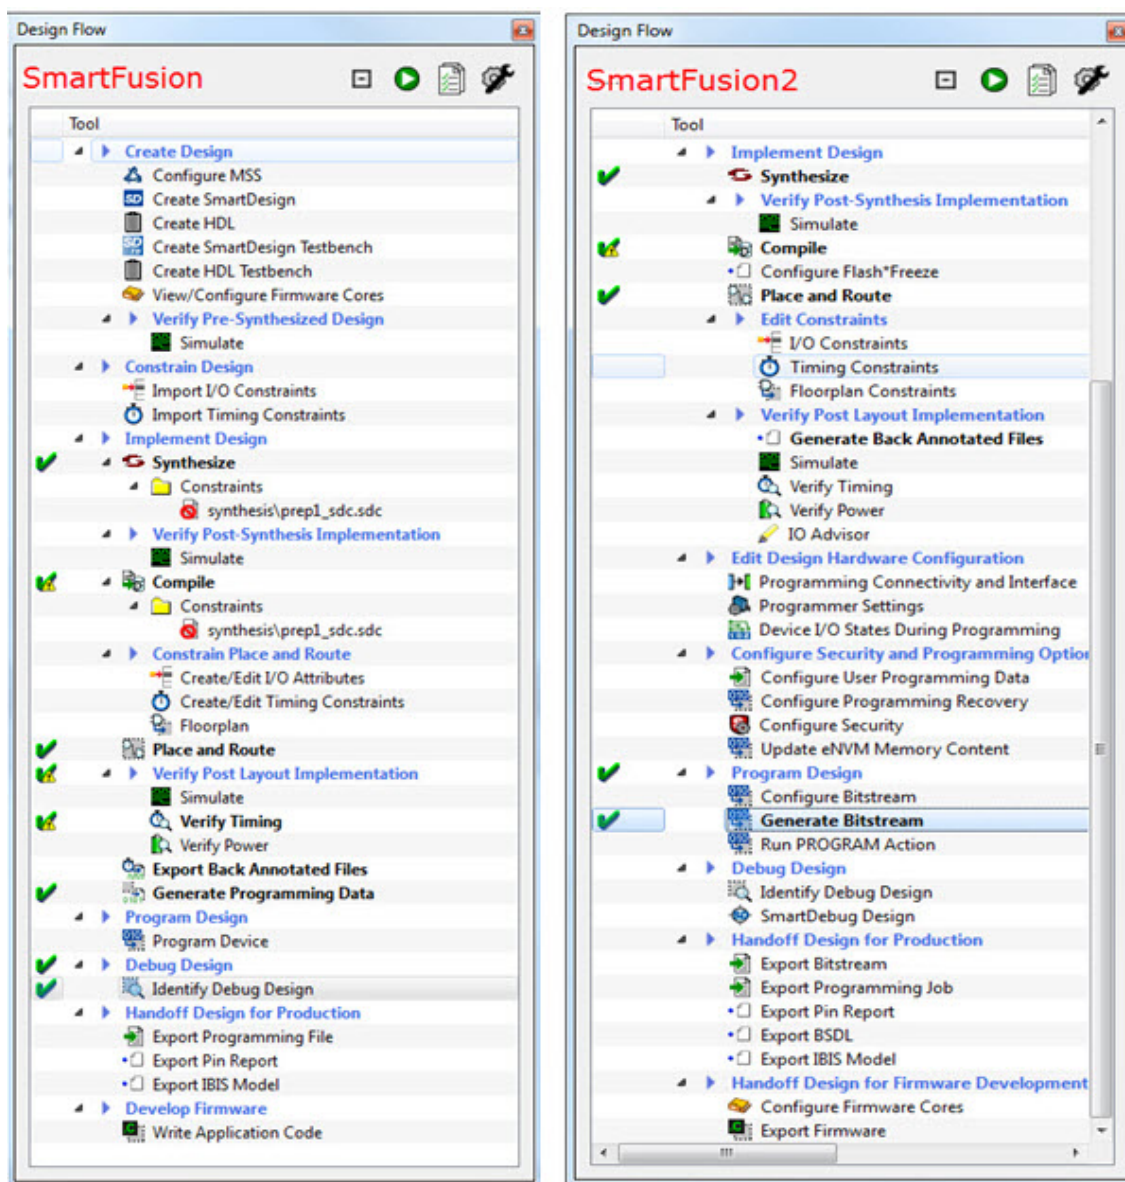 Design Flow
SmartFusion
Tool
Create Design
Configure MSS
Create SmartDesign
Create HDL
Create SmartDesign Testbench
Create HDL Testbench
View/Configure Firmware Cores
Verify Pre-Synthesized Design
Simulate
Constrain Design
Import I/O Constraints
Import Timing Constraints
Implement Design
Synthesize
Constraints
synthesis\prep1_sdc.sdc
Verify Post-Synthesis Implementation
Simulate
Compile
Constraints
synthesis\prep1_sdc.sdc
Constrain Place and Route
Create/Edit I/O Attributes
Create/Edit Timing Constraints
Floorplan
Place and Route
Verify Post Layout Implementation
Simulate
Verify Timing
Verify Power
Export Back Annotated Files
Generate Programming Data
Program Design
Program Device
Debug Design
Identify Debug Design
Handoff Design for Production
Export Programming File
Export Pin Report
Export IBIS Model
Develop Firmware
Write Application Code
Design Flow
SmartFusion2
Tool
Implement Design
Synthesize
Verify Post-Synthesis Implementation
Simulate
Compile
Configure Flash*Freeze
Place and Route
Edit Constraints
I/O Constraints
Timing Constraints
Floorplan Constraints
Verify Post Layout Implementation
Generate Back Annotated Files
Simulate
Verify Timing
Verify Power
IO Advisor
Edit Design Hardware Configuration
Programming Connectivity and Interface
Programmer Settings
Device I/O States During Programming
Configure Security and Programming Option
Configure User Programming Data
Configure Programming Recovery
Configure Security
Update eNVM Memory Content
Program Design
Configure Bitstream
Generate Bitstream
Run PROGRAM Action
Debug Design
Identify Debug Design
SmartDebug Design
Handoff Design for Production
Export Bitstream
Export Programming Job
Export Pin Report
Export BSDL
Export IBIS Model
Handoff Design for Firmware Development
Configure Firmware Cores
Export Firmware